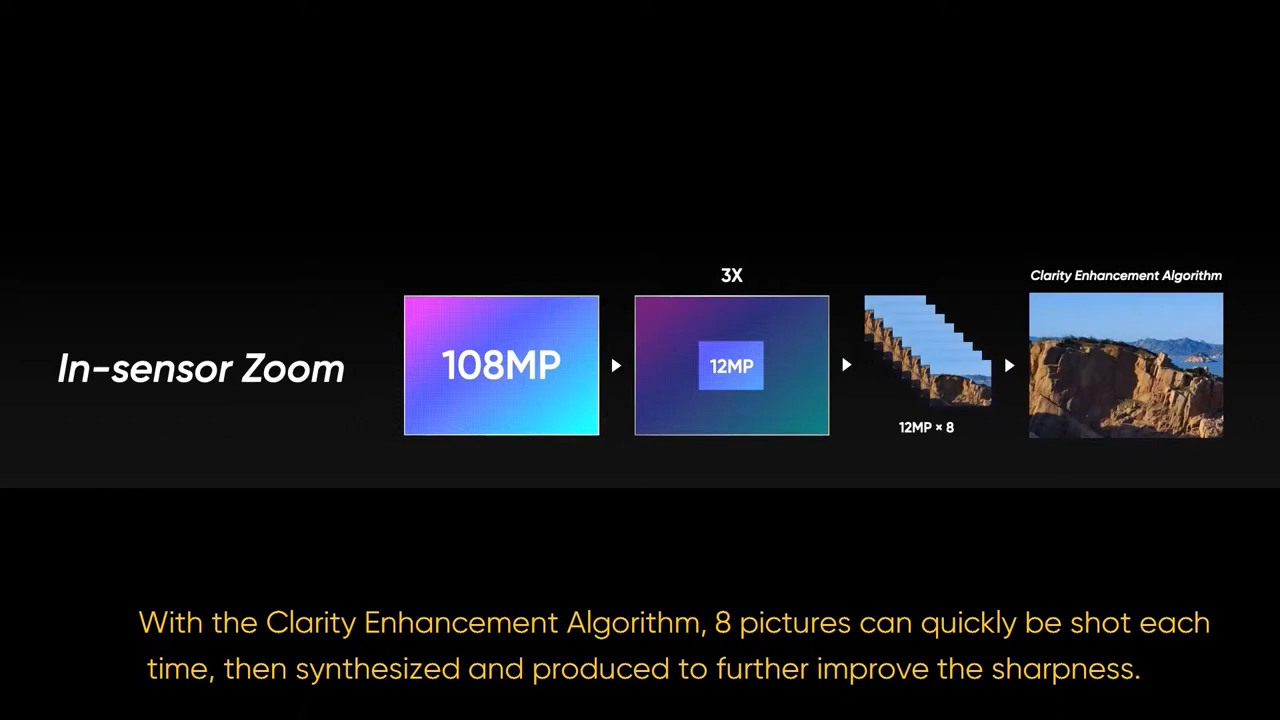 In-sensor Zoom
108MP
3X
12MP
12MP × 8
Clarity Enhancement Algorithm
With the Clarity Enhancement Algorithm, 8 pictures can quickly be shot each
time, then synthesized and produced to further improve the sharpness.